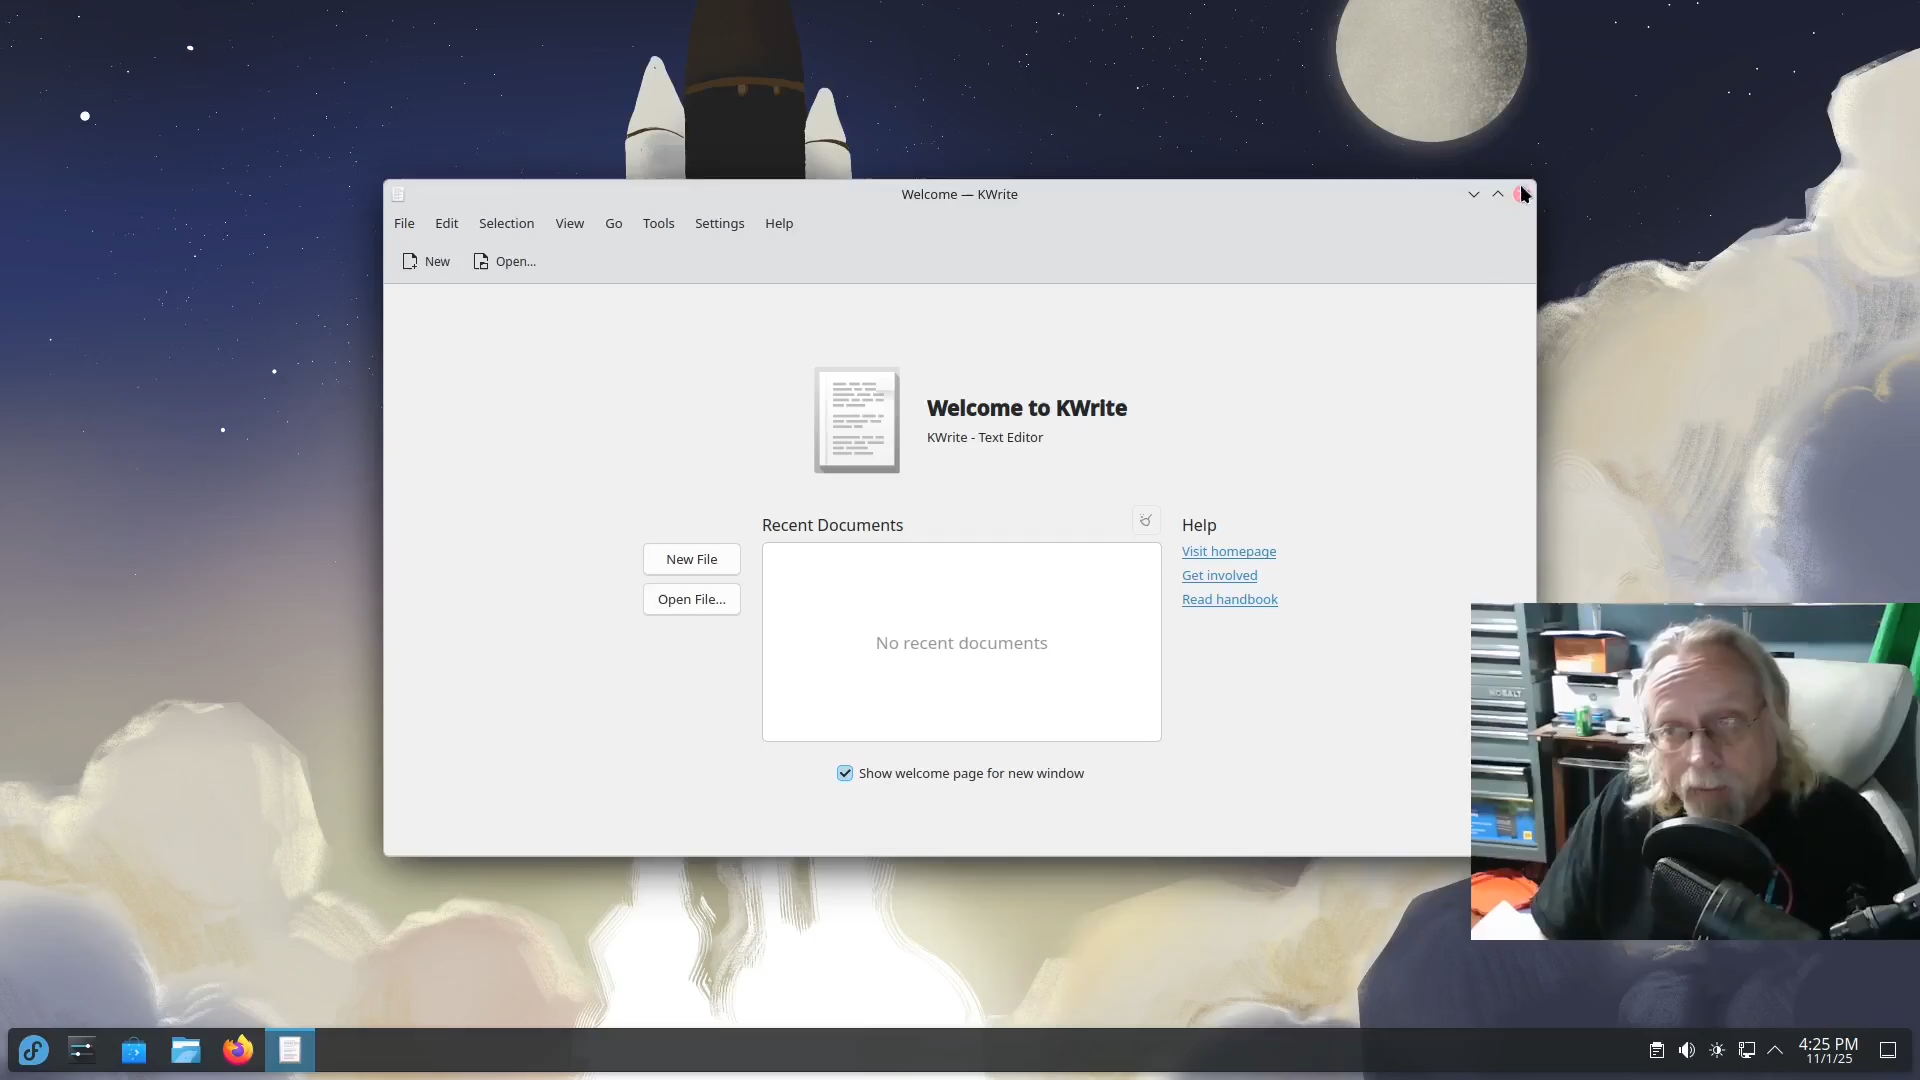 Welcome — KWrite
File Edit Selection View Go Tools Settings Help
New Open...
Welcome to KWrite
KWrite - Text Editor
Recent Documents
Help
Visit homepage
New File
Get involved
Open File...
Read handbook
No recent documents
Show welcome page for new window
KOBALT
4:25 PM
11/1/25